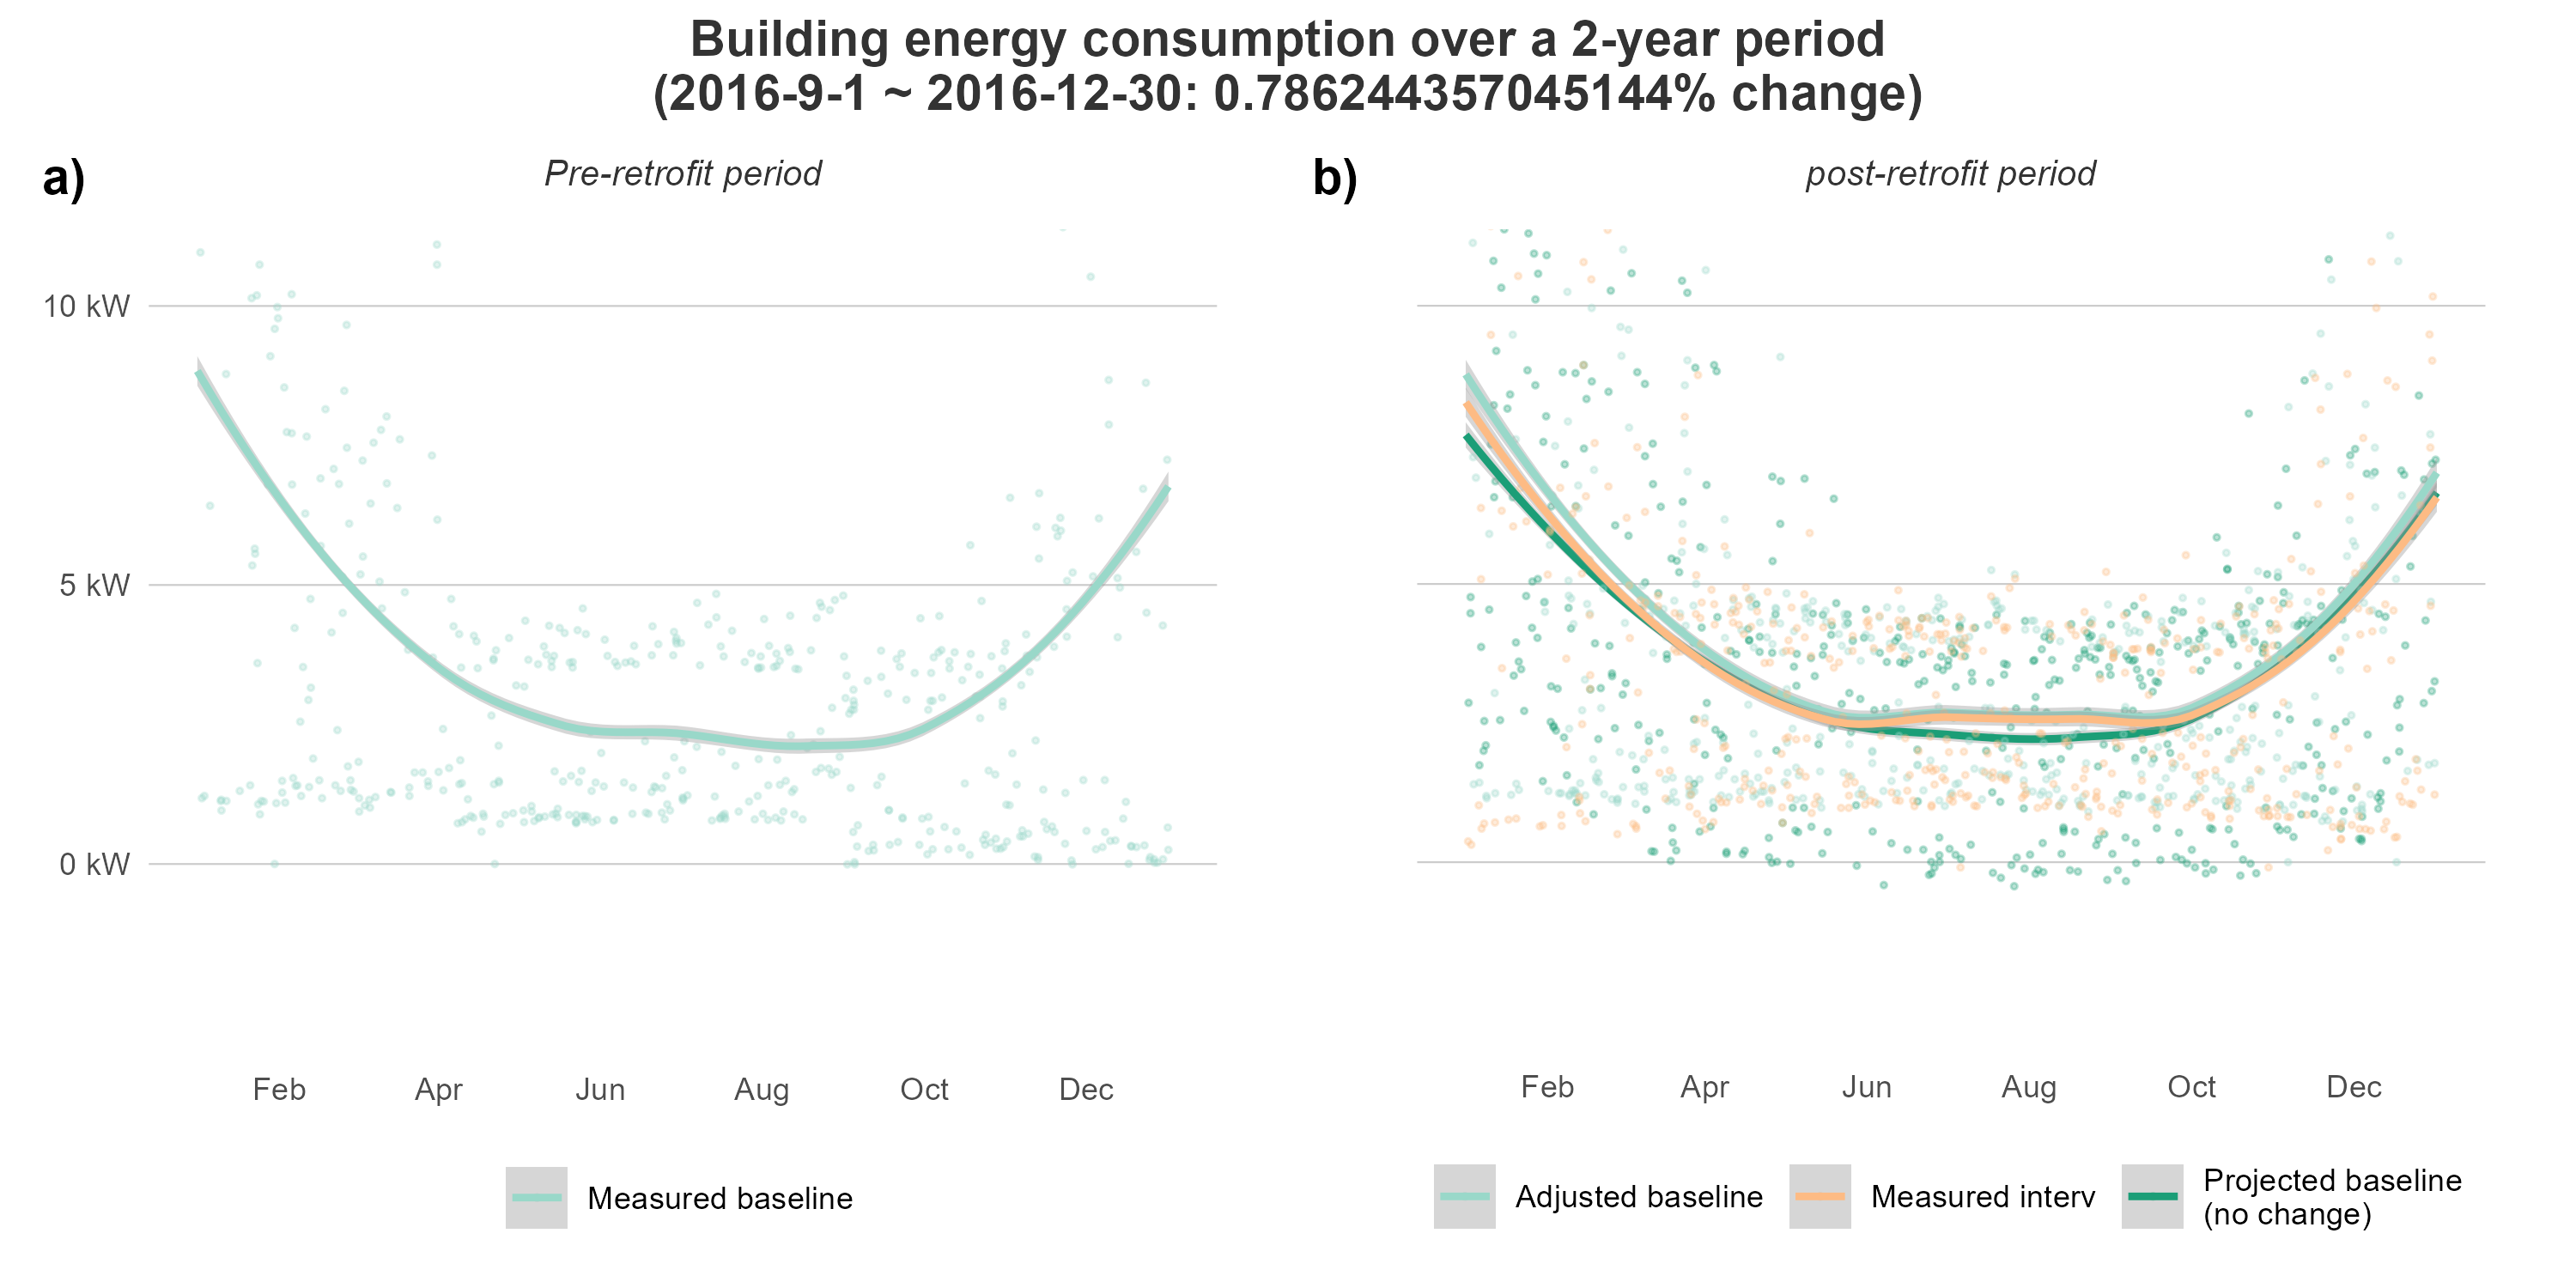 Building energy consumption over a 2-year period
(2016-9-1 ~ 2016-12-30: 0.786244357045144% change)
a)
Pre-retrofit period
10 kW
5 kW
0 kW
Feb Apr Jun Aug Oct Dec
Measured baseline
b)
post-retrofit period
Feb Apr Jun Aug Oct Dec
Adjusted baseline
Measured interv
Projected baseline
(no change)